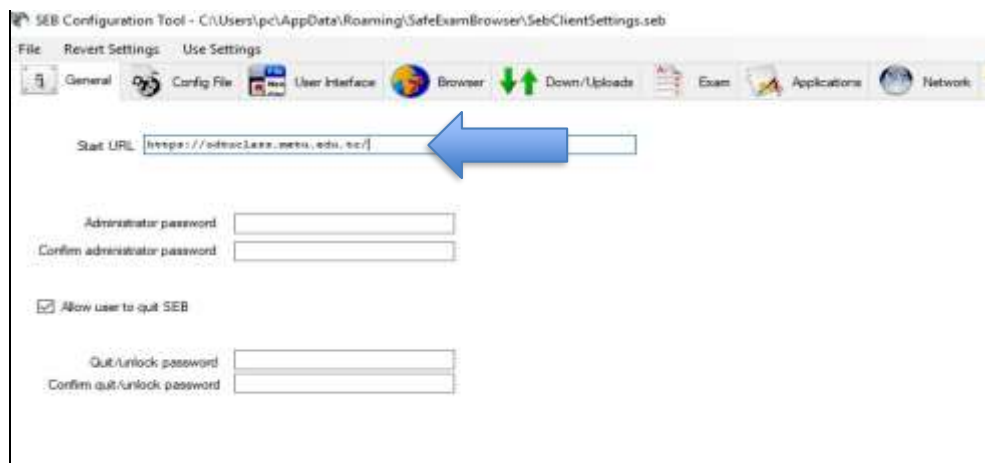 SEB Configuration Tool - C:\Users\pc\AppData\Roaming\SafeExamBrowser\SebClientSettings.seb
File Revert Settings Use Settings
General Config File User Interface Browser Down/Uploads Exam Applications Network
Start URL https://odtuclass.metu.edu.tr/
Administrator password
Confirm administrator password
Allow user to quit SEB
Quit/unlock password
Confirm quit/unlock password